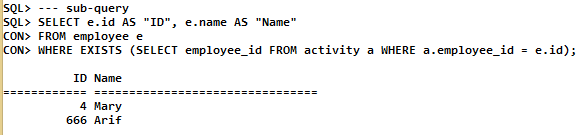 SQL> --- sub-query
SQL> SELECT e.id AS "ID", e.name AS "Name"
CON> FROM employee e
CON> WHERE EXISTS (SELECT employee_id FROM activity a WHERE a.employee_id = e.id);
ID Name
============ ================================
4 Mary
666 Arif